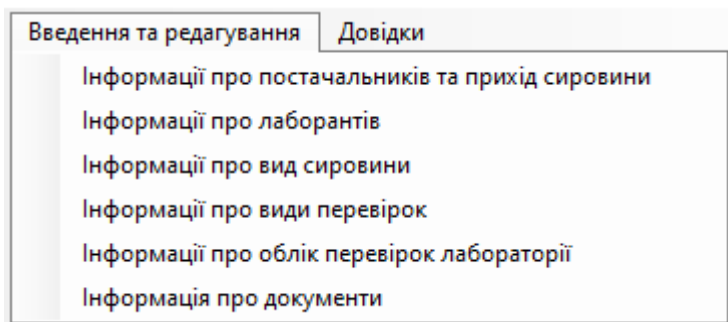 Введення та редагування Довідки
Інформації про постачальників та прихід сировини
Інформації про лаборантів
Інформації про вид сировини
Інформації про види перевірок
Інформації про облік перевірок лабораторії
Інформація про документи